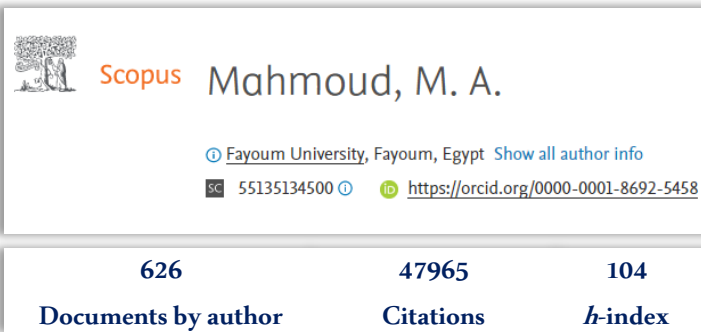 Scopus Mahmoud, M. A.
Fayoum University, Fayoum, Egypt Show all author info
SC 55135134500 iD https://orcid.org/0000-0001-8692-5458
626 47965 104
Documents by author Citations h-index